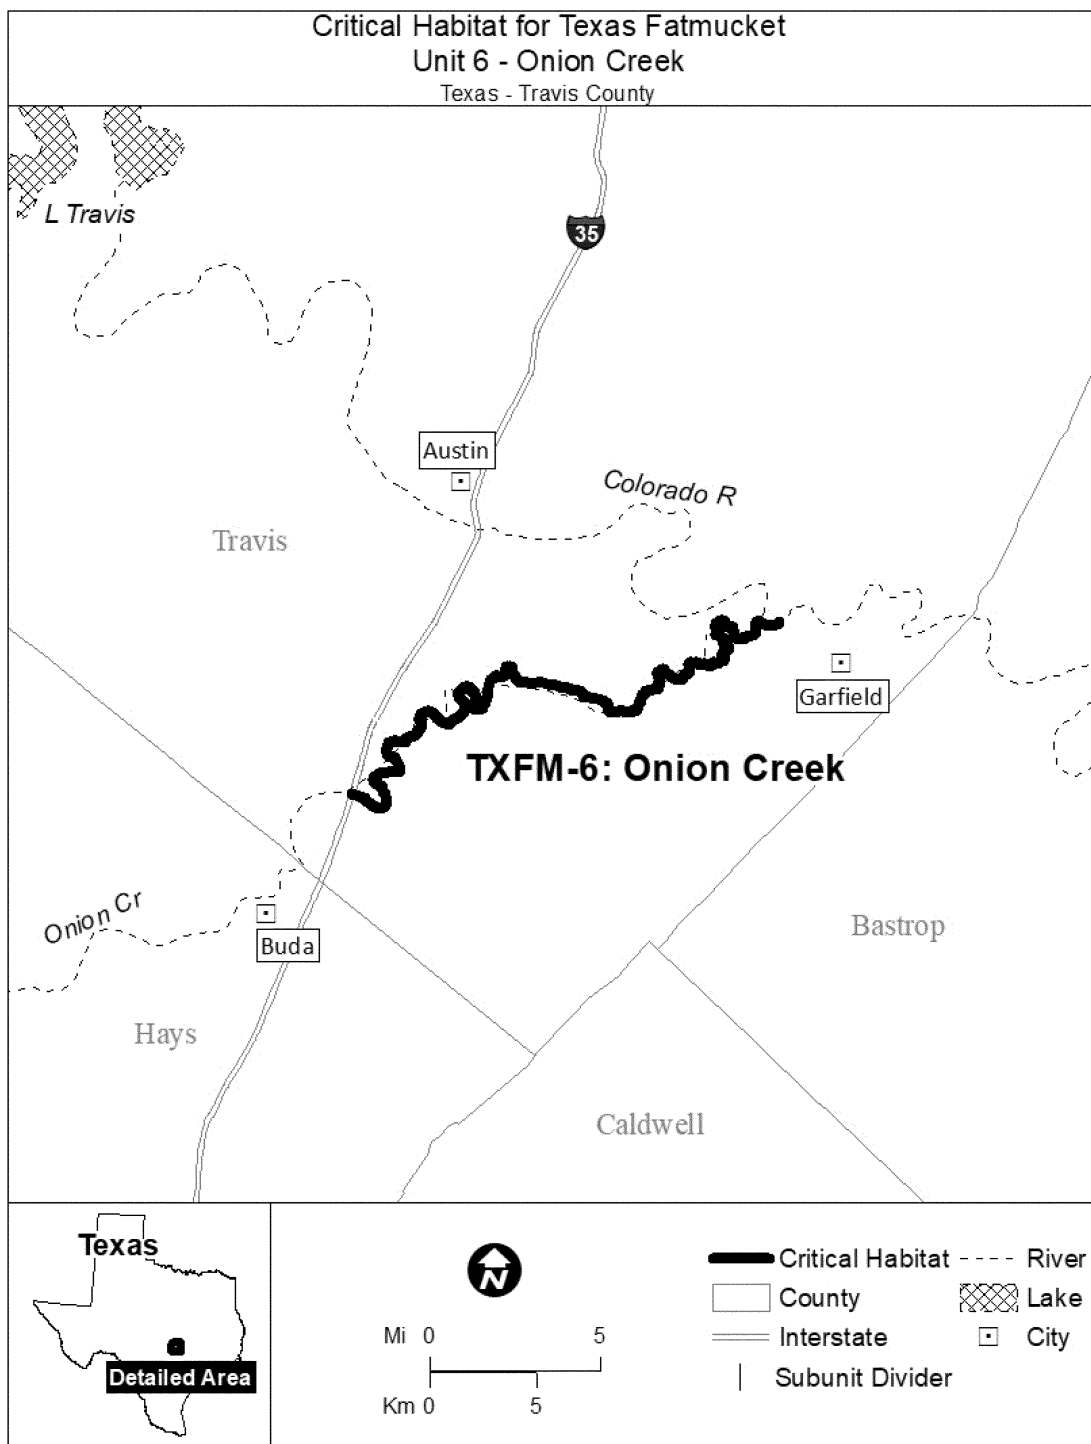 Critical Habitat for Texas Fatmucket
Unit 6 - Onion Creek
Texas - Travis County
L Travis
35
Austin
Colorado R
Travis
Garfield
TXFM-6: Onion Creek
Onion Cr
Buda
Bastrop
Hays
Caldwell
Texas
Detailed Area
N
Mi 0 5
Km 0 5
Critical Habitat
River
County
Lake
Interstate
City
Subunit Divider